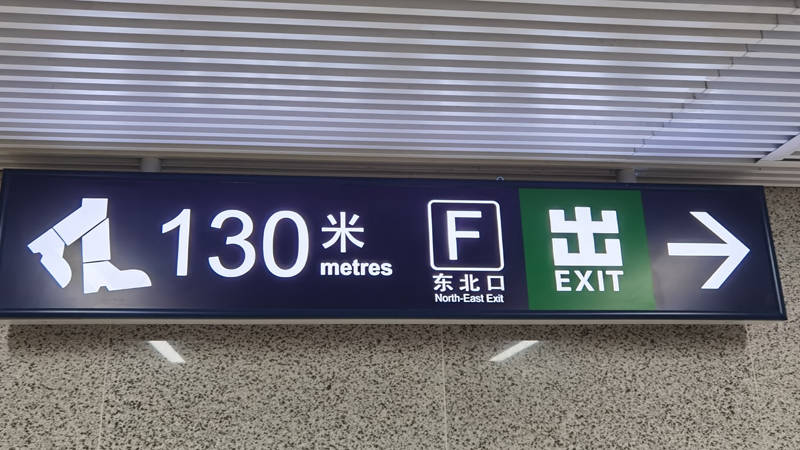 130 米
metres
F
东北口
North-East Exit
出
EXIT